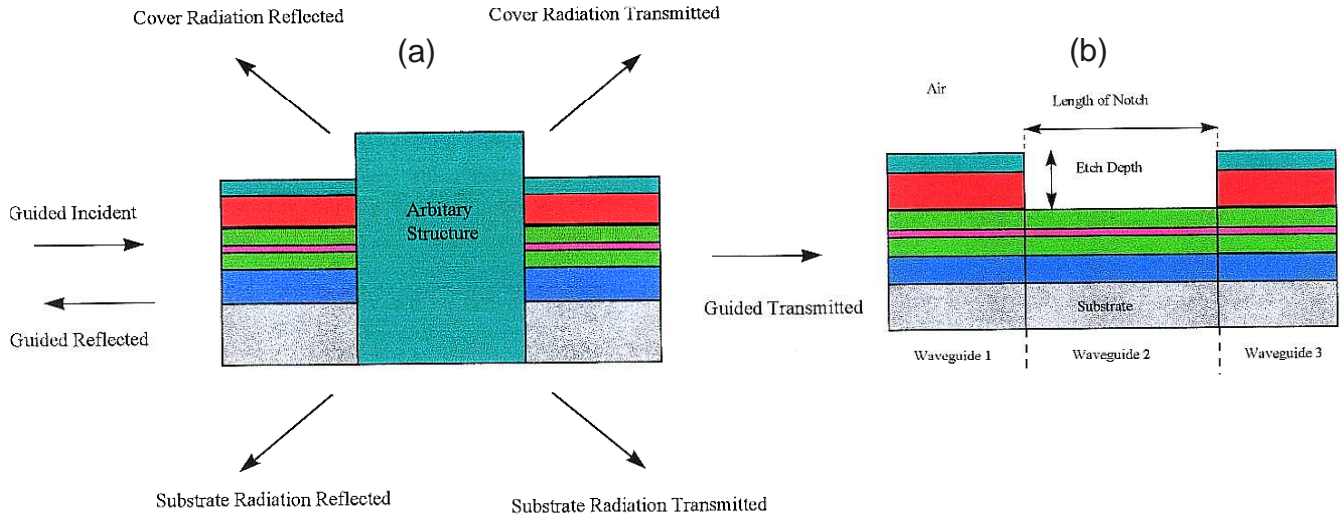 Cover Radiation Reflected
Cover Radiation Transmitted
(a)
Guided Incident
Guided Reflected
Arbitary
Structure
Guided Transmitted
Substrate Radiation Reflected
Substrate Radiation Transmitted
(b)
Air
Length of Notch
Etch Depth
Substrate
Waveguide 1
Waveguide 2
Waveguide 3